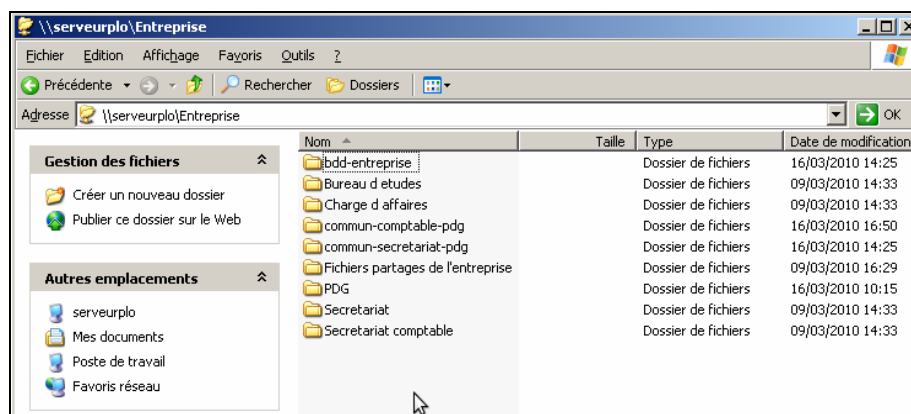 \\serveurplo\Entreprise
Fichier Edition Affichage Favoris Outils ?
Précédente Rechercher Dossiers
Adresse \\serveurplo\Entreprise OK
Gestion des fichiers
Créer un nouveau dossier
Publier ce dossier sur le Web
Autres emplacements
serveurplo
Mes documents
Poste de travail
Favoris réseau
Nom Taille Type Date de modification
bdd-entreprise Dossier de fichiers 16/03/2010 14:25
Bureau d etudes Dossier de fichiers 09/03/2010 14:33
Charge d affaires Dossier de fichiers 09/03/2010 14:33
commun-comptable-pdg Dossier de fichiers 16/03/2010 16:50
commun-secretariat-pdg Dossier de fichiers 16/03/2010 14:25
Fichiers partages de l'entreprise Dossier de fichiers 09/03/2010 16:29
PDG Dossier de fichiers 16/03/2010 10:15
Secretariat Dossier de fichiers 09/03/2010 14:33
Secretariat comptable Dossier de fichiers 09/03/2010 14:33